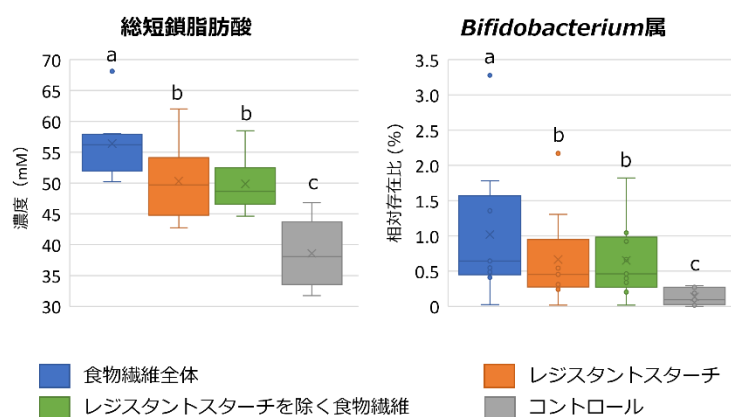 総短鎖脂肪酸
Bifidobacterium属
濃度（mM）
70
65
60
55
50
45
40
35
30
a
b
b
c
相対存在比（%）
3.5
3.0
2.5
2.0
1.5
1.0
0.5
0
a
b
b
c
食物繊維全体
レジスタントスターチ
レジスタントスターチを除く食物繊維
コントロール